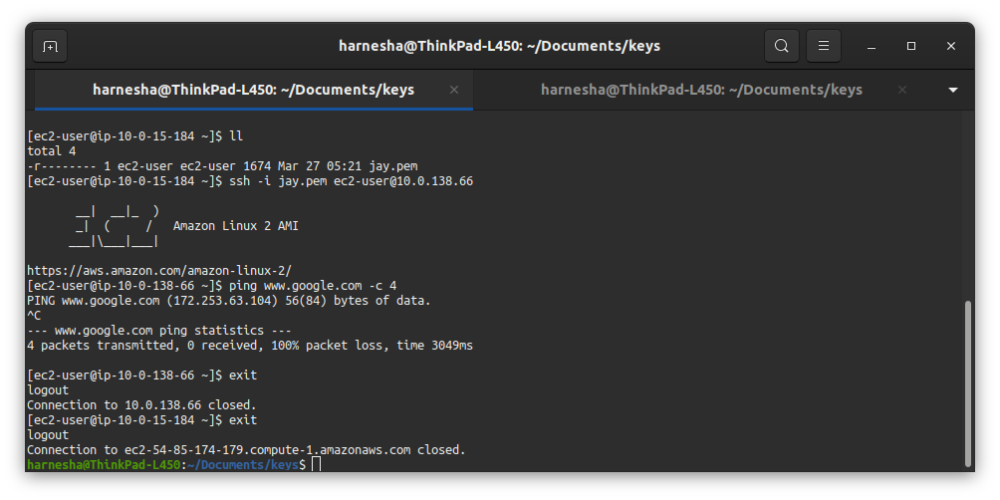 harnesha@ThinkPad-L450: ~/Documents/keys
harnesha@ThinkPad-L450: ~/Documents/keys
harnesha@ThinkPad-L450: ~/Documents/keys
[ec2-user@ip-10-0-15-184 ~]$ ll
total 4
-r-------- 1 ec2-user ec2-user 1674 Mar 27 05:21 jay.pem
[ec2-user@ip-10-0-15-184 ~]$ ssh -i jay.pem ec2-user@10.0.138.66
       __|  __|_  )
       _|  (     /   Amazon Linux 2 AMI
      ___|\___|___|
https://aws.amazon.com/amazon-linux-2/
[ec2-user@ip-10-0-138-66 ~]$ ping www.google.com -c 4
PING www.google.com (172.253.63.104) 56(84) bytes of data.
^C
--- www.google.com ping statistics ---
4 packets transmitted, 0 received, 100% packet loss, time 3049ms
[ec2-user@ip-10-0-138-66 ~]$ exit
logout
Connection to 10.0.138.66 closed.
[ec2-user@ip-10-0-15-184 ~]$ exit
logout
Connection to ec2-54-85-174-179.compute-1.amazonaws.com closed.
harnesha@ThinkPad-L450:~/Documents/keys$